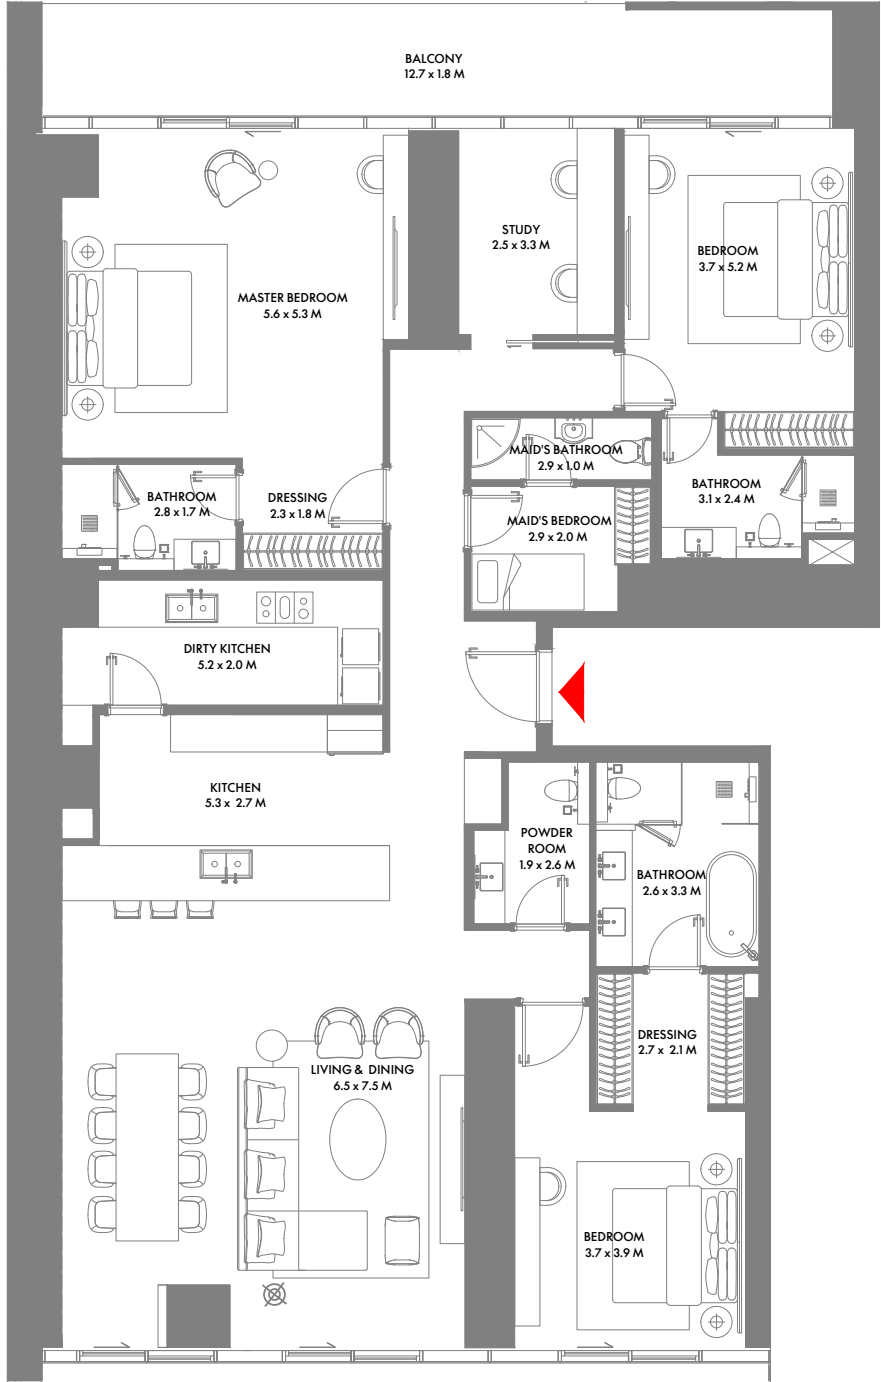 BALCONY
12.7 x 1.8 M
STUDY
2.5 x 3.3 M
BEDROOM
3.7 x 5.2 M
MASTER BEDROOM
5.6 x 5.3 M
MAID'S BATHROOM
2.9 x 1.0 M
BATHROOM
2.8 x 1.7 M
DRESSING
2.3 x 1.8 M
BATHROOM
3.1 x 2.4 M
MAID'S BEDROOM
2.9 x 2.0 M
DIRTY KITCHEN
5.2 x 2.0 M
KITCHEN
5.3 x 2.7 M
POWDER
ROOM
1.9 x 2.6 M
BATHROOM
2.6 x 3.3 M
DRESSING
2.7 x 2.1 M
LIVING & DINING
6.5 x 7.5 M
BEDROOM
3.7 x 3.9 M